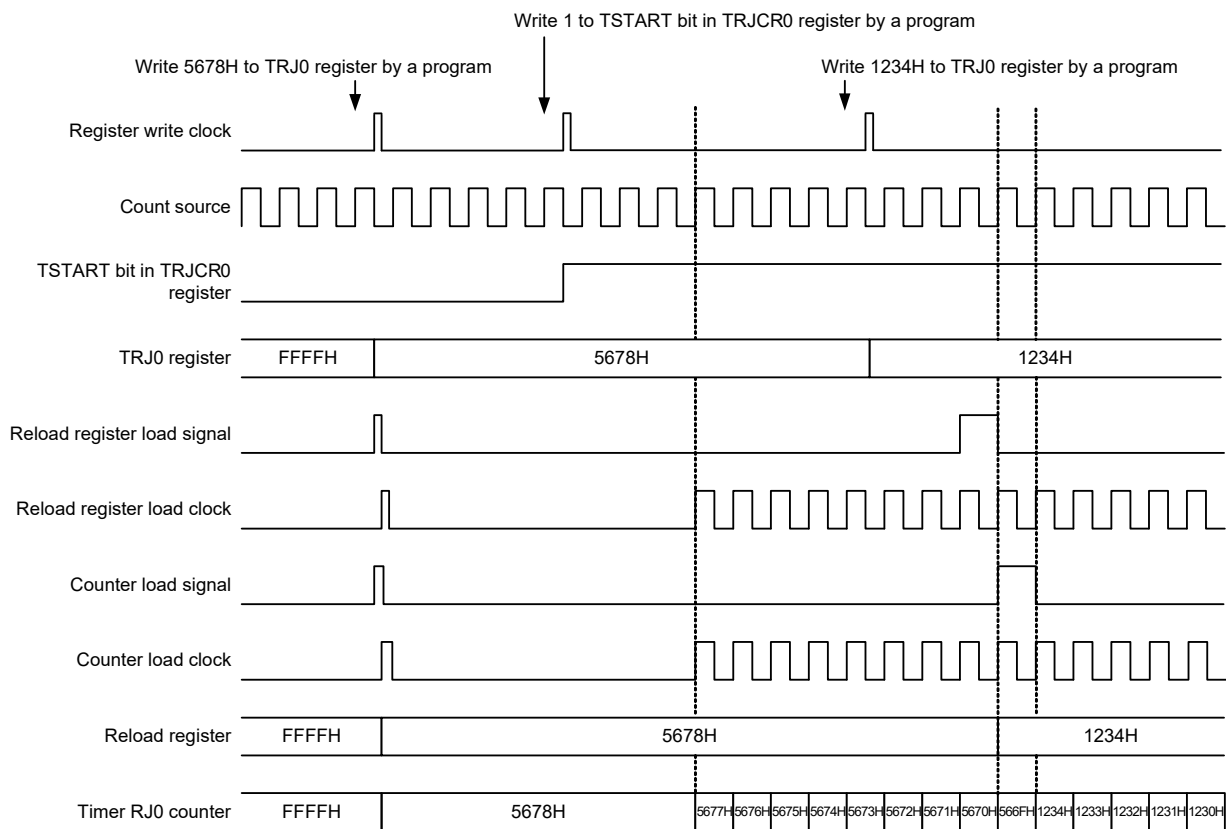 Write 1 to TSTART bit in TRJCR0 register by a program
Write 5678H to TRJ0 register by a program
Write 1234H to TRJ0 register by a program
Register write clock
Count source
TSTART bit in TRJCR0
register
TRJ0 register
FFFFH
5678H
1234H
Reload register load signal
Reload register load clock
Counter load signal
Counter load clock
Reload register
FFFFH
5678H
1234H
Timer RJ0 counter
FFFFH
5678H
5677H
5676H
5675H
5674H
5673H
5672H
5671H
5670H
566FH
1234H
1233H
1232H
1231H
1230H